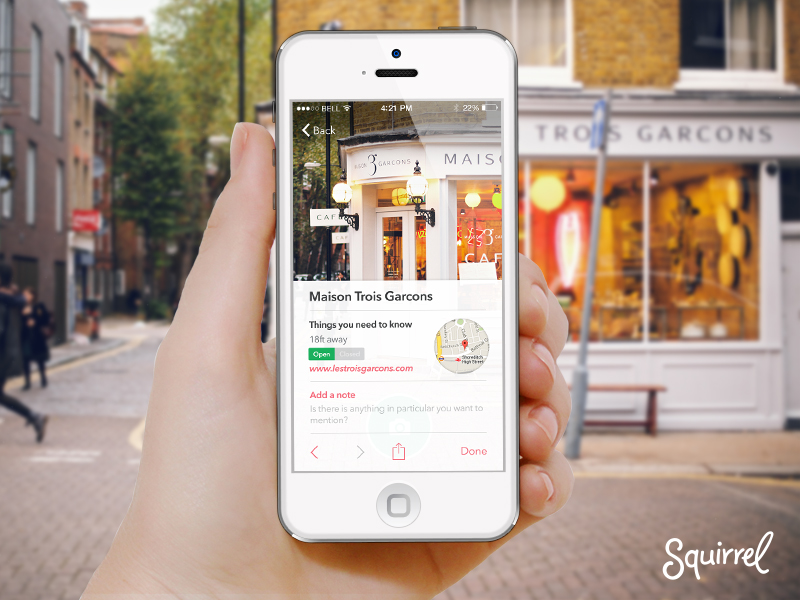 BELL 4:21 PM 22%
Back
MAISON 3 GARCONS MAISO
CAFE
CAFE
Maison Trois Garcons
Things you need to know
18ft away
Open Closed
www.lestroisgarcons.com
Shoreditch
High Street
Add a note
Is there is anything in particular you want to
mention?
Done
TROIS GARCONS
Squirrel